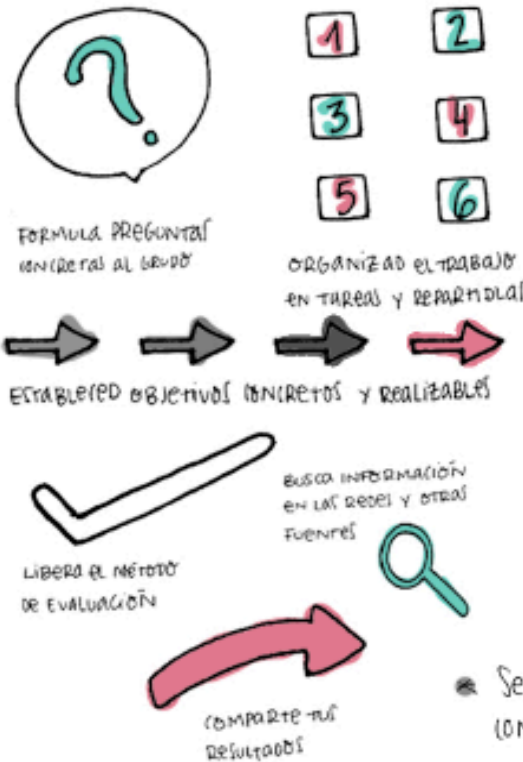 ?
1 2
3 4
5 6
FORMULA PREGUNTAS
CONCRETAS AL GRUPO
ORGANIZAD EL TRABAJO
EN TAREAS Y REPARTIDLAS
ESTABLECED OBJETIVOS CONCRETOS Y REALIZABLES
BUSCA INFORMACIÓN
EN LAS REDES Y OTRAS
FUENTES
LIBERA EL MÉTODO
DE EVALUACIÓN
COMPARTE TUS
RESULTADOS